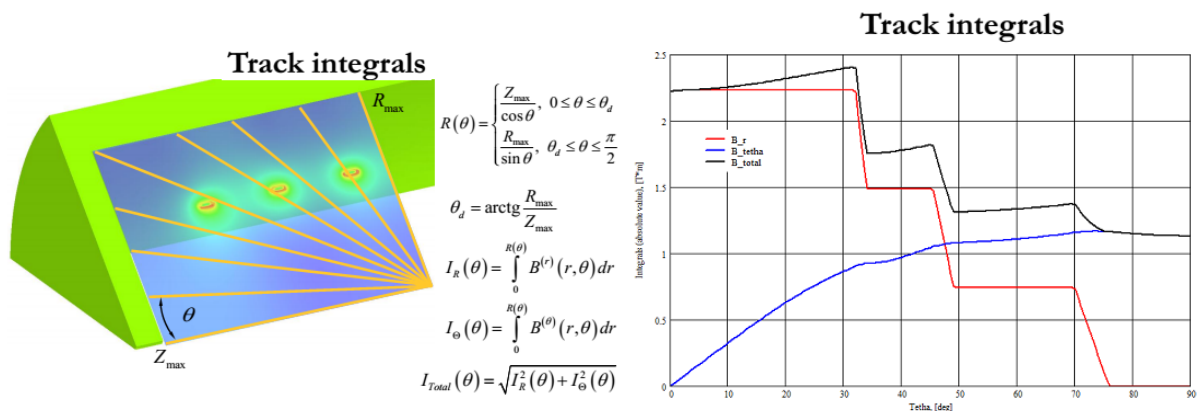 Track integrals
R_max
θ
Z_max
R(θ) = { Z_max / cosθ, 0 ≤ θ ≤ θ_d
R_max / sinθ, θ_d ≤ θ ≤ π/2
θ_d = arctg R_max / Z_max
I_R(θ) = ∫_0^{R(θ)} B^{(r)}(r,θ)dr
I_Θ(θ) = ∫_0^{R(θ)} B^{(θ)}(r,θ)dr
I_Total(θ) = √(I_R^2(θ) + I_Θ^2(θ))
Track integrals
Integrals (absolute value), [T*m]
2.5
2
1.5
1
0.5
0
B_r
B_tetha
B_total
0 10 20 30 40 50 60 70 80 90
Tetha, [deg]